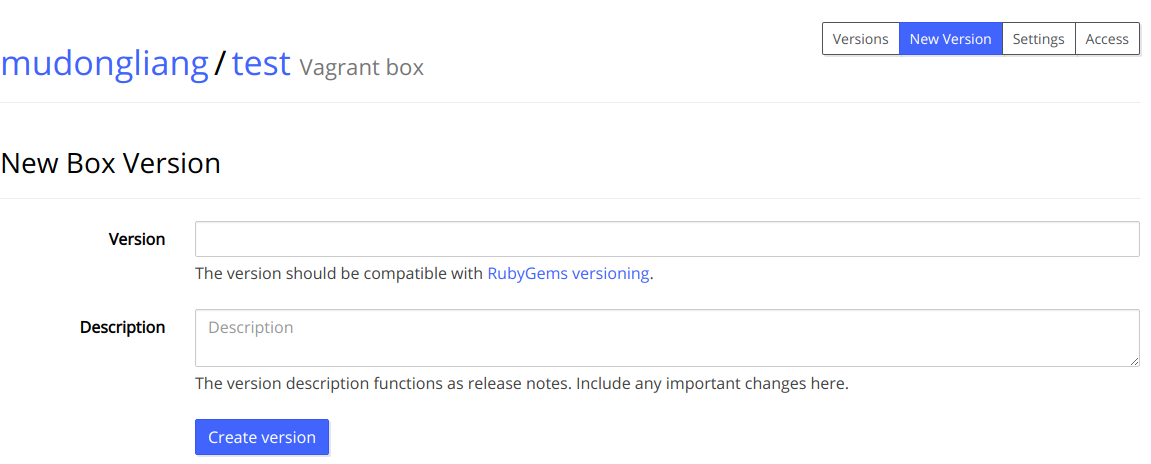 Versions New Version Settings Access
mudongliang/test Vagrant box
New Box Version
Version
The version should be compatible with RubyGems versioning.
Description Description
The version description functions as release notes. Include any important changes here.
Create version